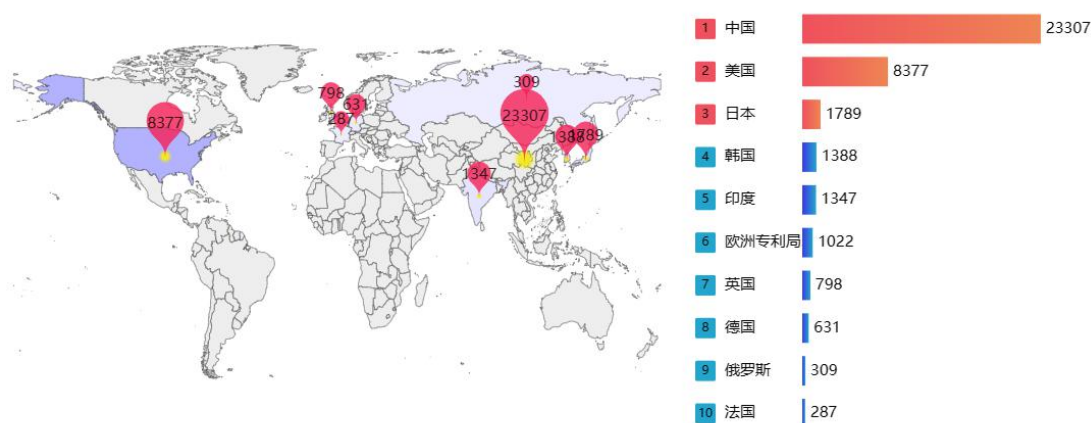 1 中国 23307
2 美国 8377
3 日本 1789
4 韩国 1388
5 印度 1347
6 欧洲专利局 1022
7 英国 798
8 德国 631
9 俄罗斯 309
10 法国 287
309
798
631
23307
8377
287
1388
1789
1347